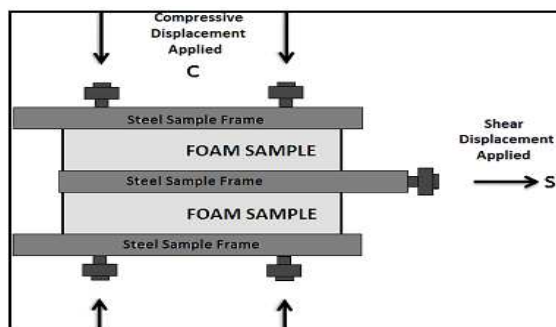 Compressive
Displacement
Applied
C
Steel Sample Frame
FOAM SAMPLE
Shear
Displacement
Applied
Steel Sample Frame
S
FOAM SAMPLE
Steel Sample Frame